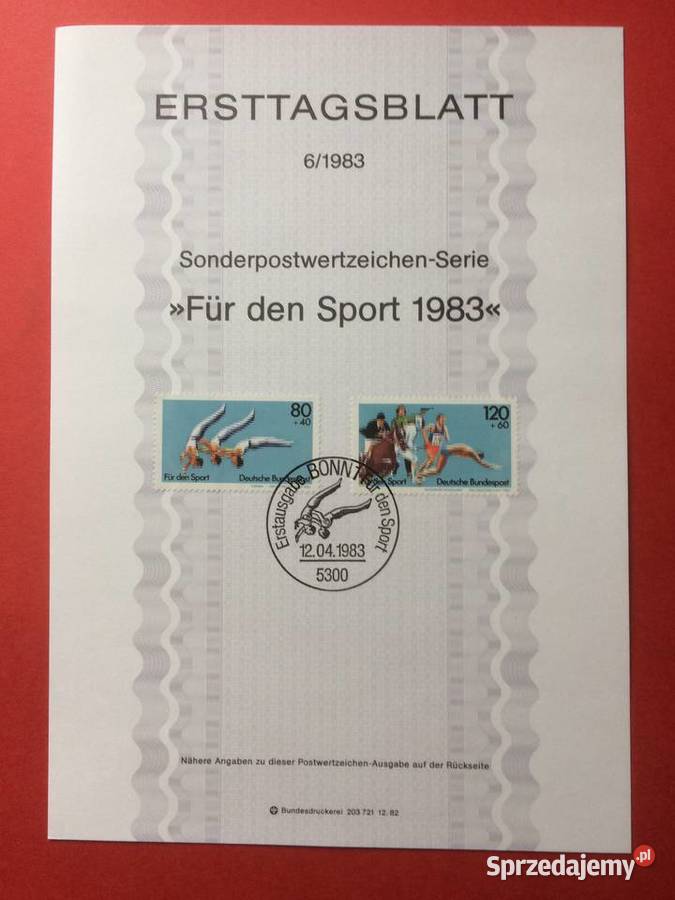 ERSTTAGSBLATT
6/1983
Sonderpostwertzeichen-Serie
»Für den Sport 1983«
80
+40
Für den Sport
Deutsche Bundespost
120
+60
den Sport
Deutsche Bundespost
Erstausgabe BONN 1 Für den Sport
12.04.1983
5300
Nähere Angaben zu dieser Postwertzeichen-Ausgabe auf der Rückseite
Bundesdruckerei 203 721 12. 82
Sprzedajemy.pl